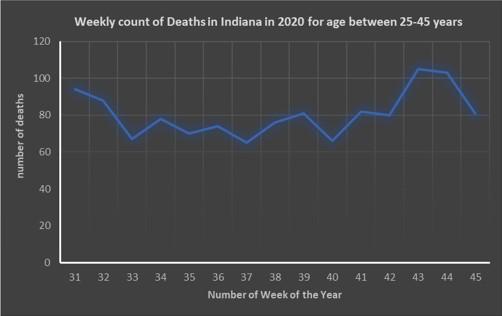 Weekly count of Deaths in Indiana in 2020 for age between 25-45 years
120
100
80
60
40
20
0
number of deaths
31 32 33 34 35 36 37 38 39 40 41 42 43 44 45
Number of Week of the Year